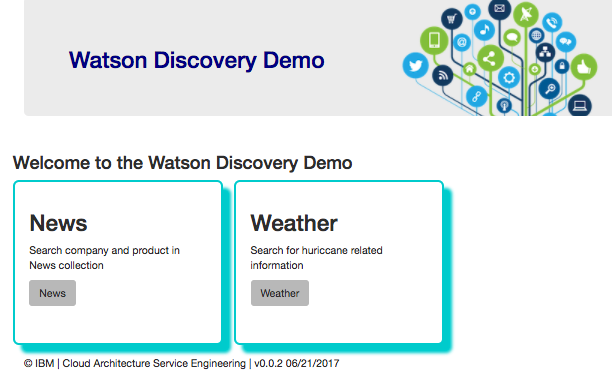 Watson Discovery Demo
Welcome to the Watson Discovery Demo
News
Search company and product in
News collection
News
Weather
Search for huriccane related
information
Weather
© IBM | Cloud Architecture Service Engineering | v0.0.2 06/21/2017